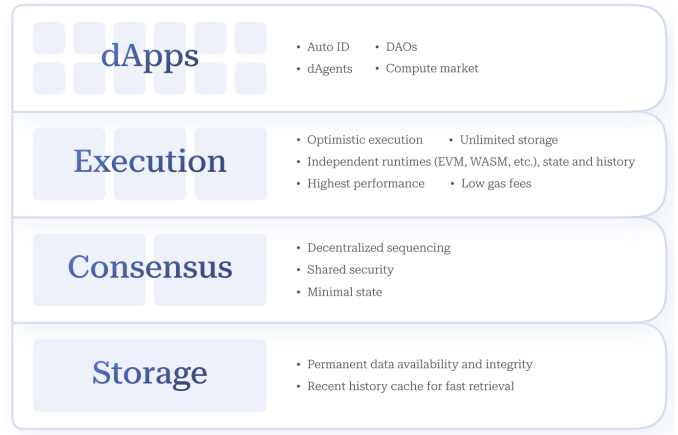 dApps
• Auto ID • DAOs
• dAgents • Compute market
Execution
• Optimistic execution • Unlimited storage
• Independent runtimes (EVM, WASM, etc.), state and history
• Highest performance • Low gas fees
Consensus
• Decentralized sequencing
• Shared security
• Minimal state
Storage
• Permanent data availability and integrity
• Recent history cache for fast retrieval